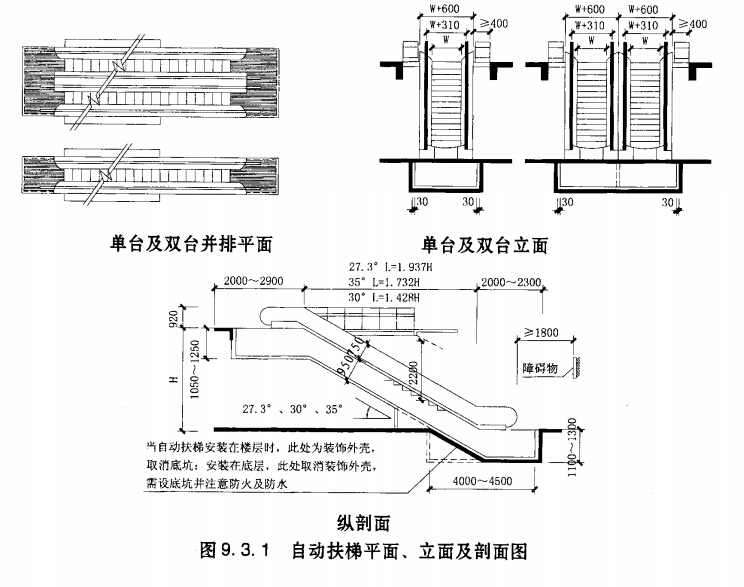 W+600
W+310
W
≥400
W+600
W+600
W+310
W+310
W
W
≥400
30
30
30
30
单台及双台并排平面
单台及双台立面
27.3° L=1.937H
35° L=1.732H
30° L=1.428H
2000～2900
2000～2300
920
H
1050～1250
950
750
2200
≥1800
障碍物
27.3°、30°、35°
1100～1300
当自动扶梯安装在楼层时，此处为装饰外壳，
取消底坑；安装在底层，此处取消装饰外壳，
需设底坑并注意防火及防水
4000～4500
纵剖面
图9.3.1 自动扶梯平面、立面及剖面图